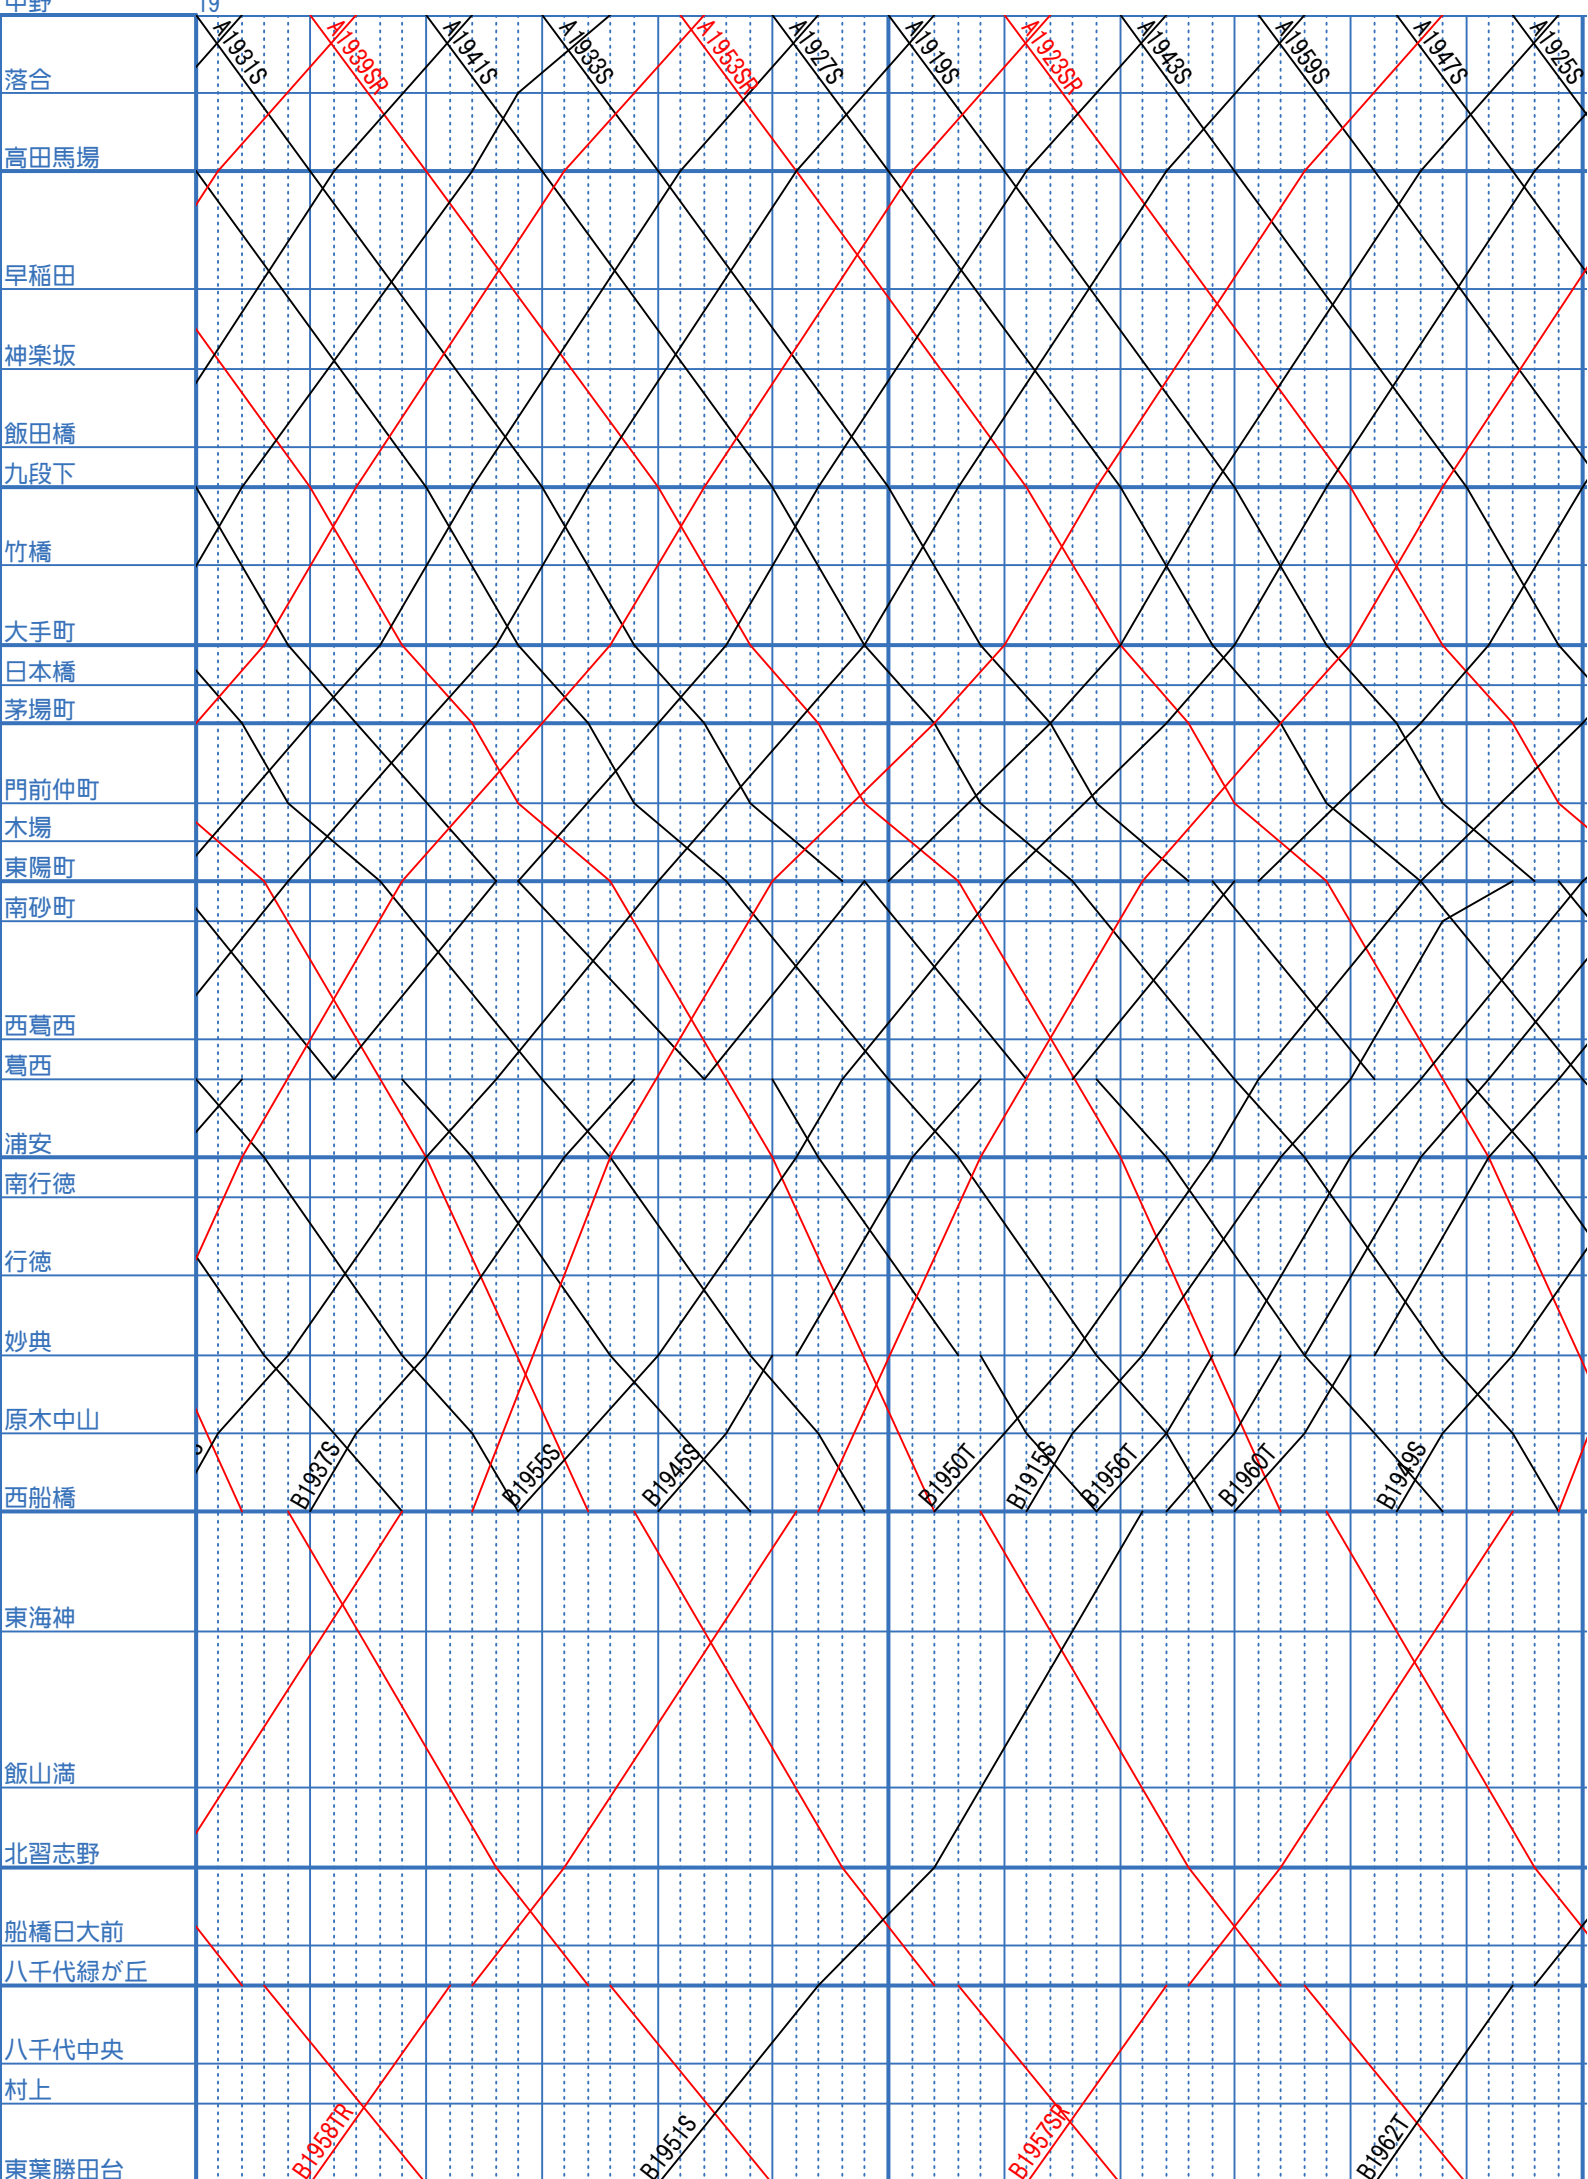 中野 19
A1931S A1939SR A1941S A1933S A1953SR A1927S A1919S A1923SR A1943S A1959S A1947S A1925S
落合
高田馬場
早稲田
神楽坂
飯田橋
九段下
竹橋
大手町
日本橋
茅場町
門前仲町
木場
東陽町
南砂町
西葛西
葛西
浦安
南行徳
行徳
妙典
原木中山
B1937S B1955S B1945S B1950T B1915S B1956T B1960T B1949S
西船橋
東海神
飯山満
北習志野
船橋日大前
八千代緑が丘
八千代中央
村上
B1958TR B1951S B1957SR B1962T
東葉勝田台